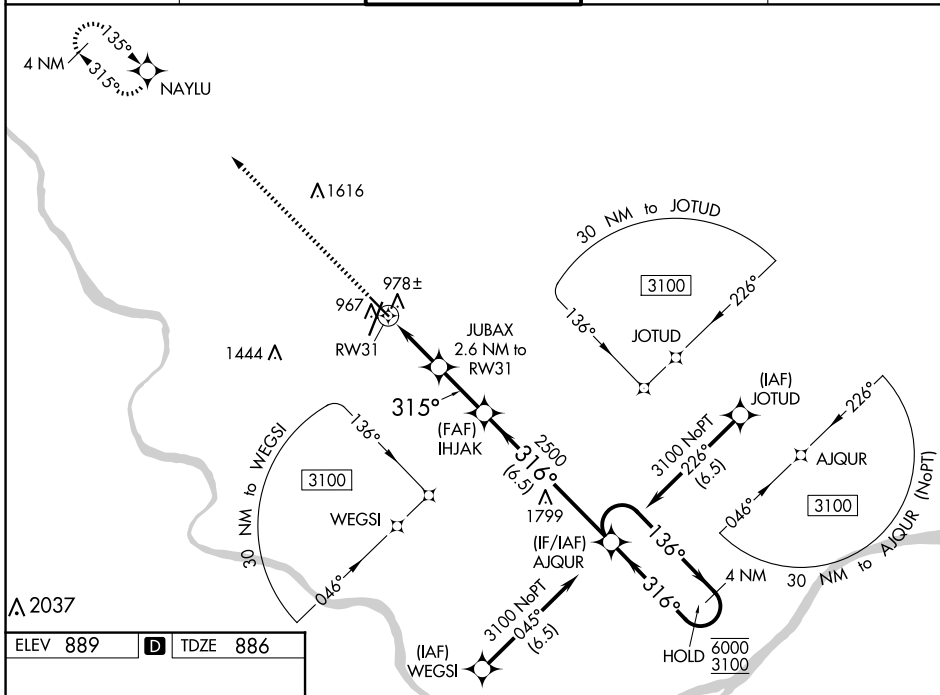 135°
4 NM
315°
NAYLU
1616
30 NM to JOTUD
3100
226°
136°
JOTUD
978±
967
RW31
JUBAX
2.6 NM to
RW31
1444
315°
(FAF)
IHJAK
2500
316°
(6.5)
1799
(IAF)
JOTUD
3100 NoPT
226°
(6.5)
226°
AJQUR
046°
3100
30 NM to AJQUR (NoPT)
30 NM to WEGSI
136°
3100
WEGSI
046°
(IF/IAF)
AJQUR
136°
316°
4 NM
HOLD 6000
3100
3100 NoPT
045°
(6.5)
(IAF)
WEGSI
2037
ELEV 889 D TDZE 886